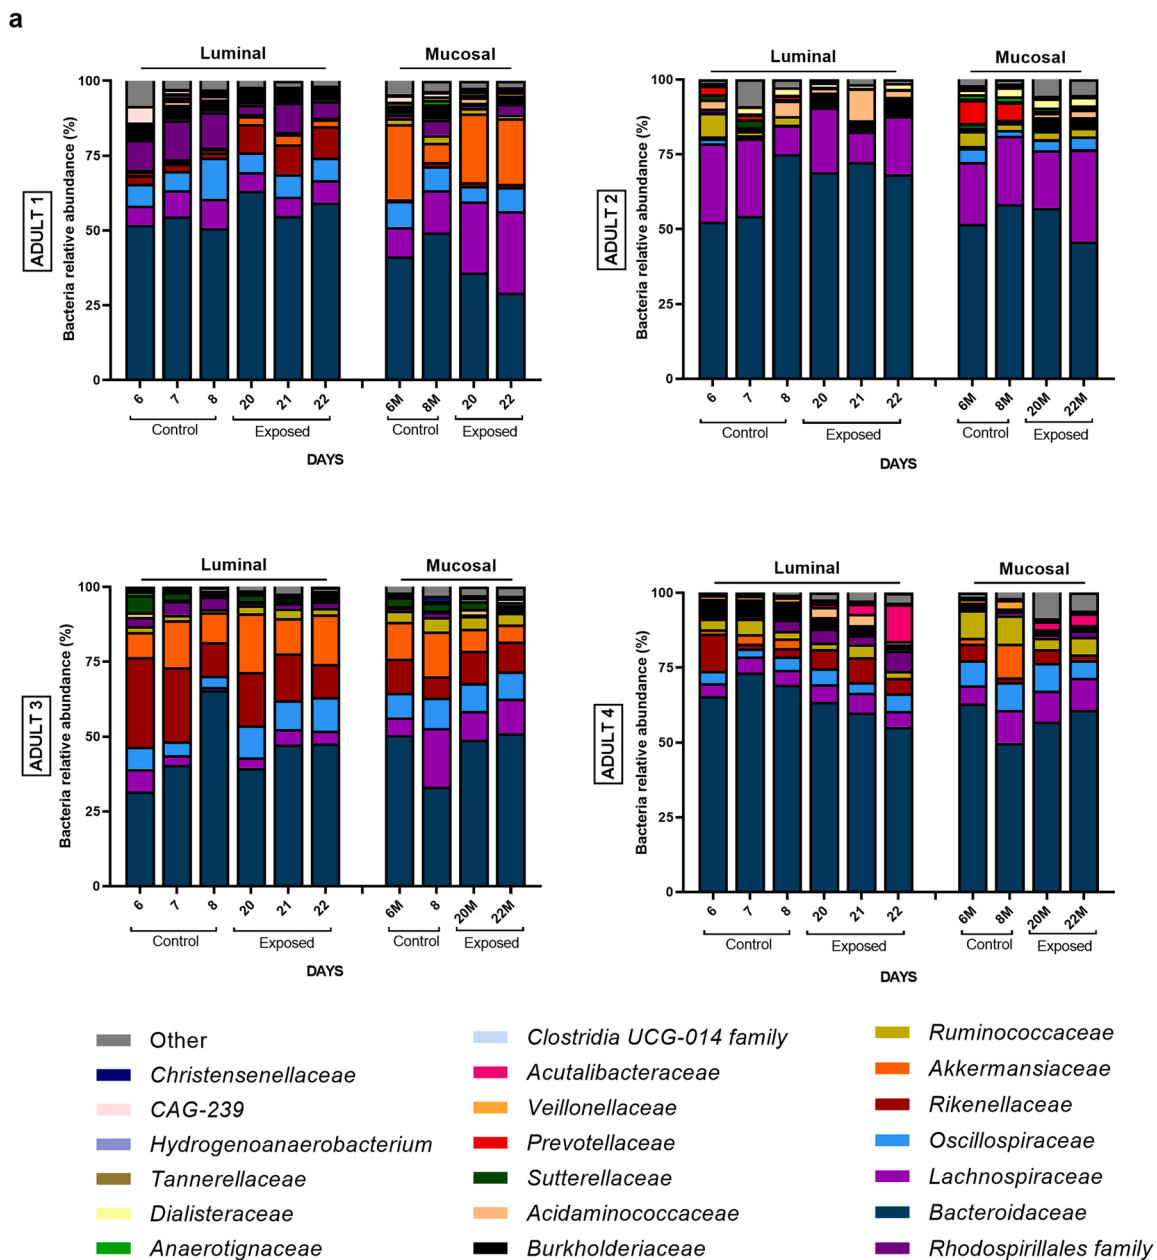 a
Luminal
Mucosal
100
75
50
25
0
Bacteria relative abundance (%)
ADULT 1
6
7
8
20
21
22
6M
8M
20
22
Control
Exposed
Control
Exposed
DAYS
Luminal
Mucosal
100
75
50
25
0
Bacteria relative abundance (%)
ADULT 2
6
7
8
20
21
22
6M
8M
20M
22M
Control
Exposed
Control
Exposed
DAYS
Luminal
Mucosal
100
75
50
25
0
Bacteria relative abundance (%)
ADULT 3
6
7
8
20
21
22
6M
8
20M
22M
Control
Exposed
Control
Exposed
DAYS
Luminal
Mucosal
100
75
50
25
0
Bacteria relative abundance (%)
ADULT 4
6
7
8
20
21
22
6M
8M
20M
22M
Control
Exposed
Control
Exposed
DAYS
Other
Christensenellaceae
CAG-239
Hydrogenoanaerobacterium
Tannerellaceae
Dialisteraceae
Anaerotignaceae
Clostridia UCG-014 family
Acutalibacteraceae
Veillonellaceae
Prevotellaceae
Sutterellaceae
Acidaminococcaceae
Burkholderiaceae
Ruminococcaceae
Akkermansiaceae
Rikenellaceae
Oscillospiraceae
Lachnospiraceae
Bacteroidaceae
Rhodospirillales family